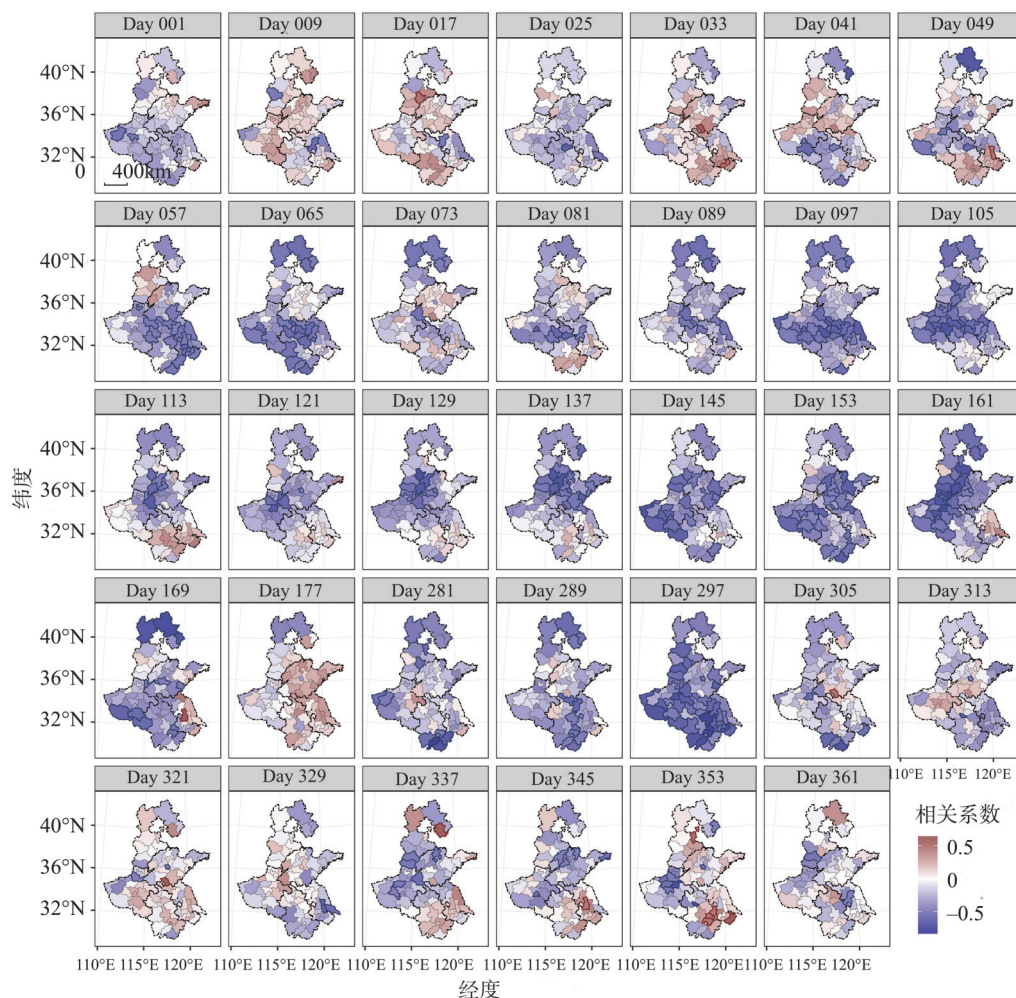 Day 001 Day 009 Day 017 Day 025 Day 033 Day 041 Day 049
40°N
36°N
32°N
0 400km
Day 057 Day 065 Day 073 Day 081 Day 089 Day 097 Day 105
40°N
36°N
32°N
Day 113 Day 121 Day 129 Day 137 Day 145 Day 153 Day 161
40°N
纬度
36°N
32°N
Day 169 Day 177 Day 281 Day 289 Day 297 Day 305 Day 313
40°N
36°N
32°N
110°E 115°E 120°E
Day 321 Day 329 Day 337 Day 345 Day 353 Day 361
40°N
36°N
32°N
相关系数
0.5
0
−0.5
110°E 115°E 120°E 110°E 115°E 120°E 110°E 115°E 120°E 110°E 115°E 120°E 110°E 115°E 120°E 110°E 115°E 120°E
经度